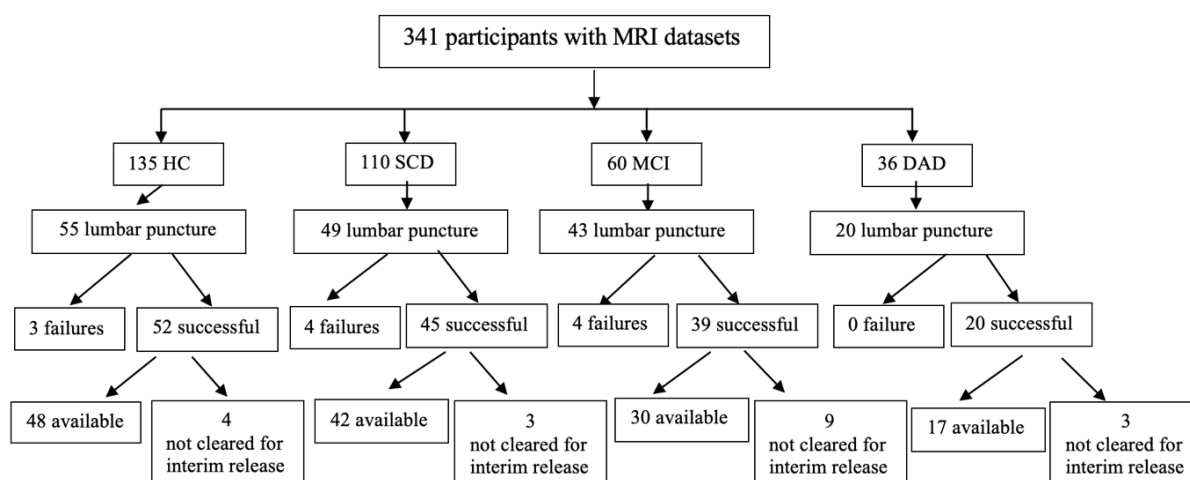 341 participants with MRI datasets
135 HC
110 SCD
60 MCI
36 DAD
55 lumbar puncture
49 lumbar puncture
43 lumbar puncture
20 lumbar puncture
3 failures
52 successful
4 failures
45 successful
4 failures
39 successful
0 failure
20 successful
48 available
4
not cleared for
interim release
42 available
3
not cleared for
interim release
30 available
9
not cleared for
interim release
17 available
3
not cleared for
interim release